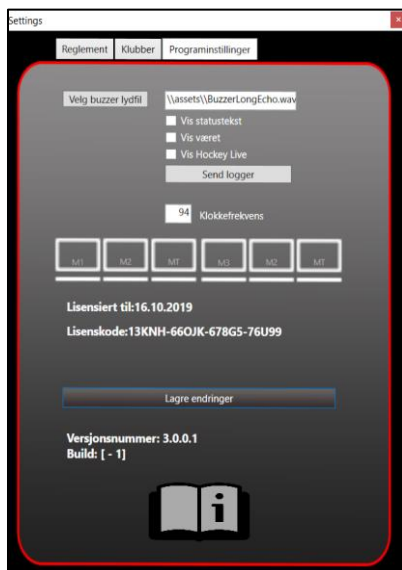 Settings
Reglement Klubber Programinstillinger
Velg buzzer lydfil \\assets\\BuzzerLongEcho.wav
Vis statustekst
Vis været
Vis Hockey Live
Send logger
94 Klokkefrekvens
M1 M2 MT M3 M2 MT
Lisensiert til:16.10.2019
Lisenskode:13KNH-66OJK-678G5-76U99
Lagre endringer
Versjonsnummer: 3.0.0.1
Build: [ - 1]
i